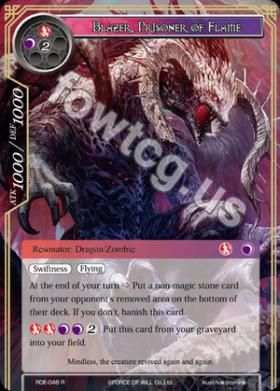 Blazer, Prisoner of Flame
2
ATK 1000 / DEF 1000
fowtcg.us
Resonator: Dragon/Zombie
Swiftness Flying
At the end of your turn → Put a non-magic stone card
from your opponent's removed area on the bottom of
their deck. If you don't, banish this card.
2 : Put this card from your graveyard
into your field.
Mindless, the creature revived again and again.
RDE-046 R
©FORCE OF WILL Co.,Ltd.